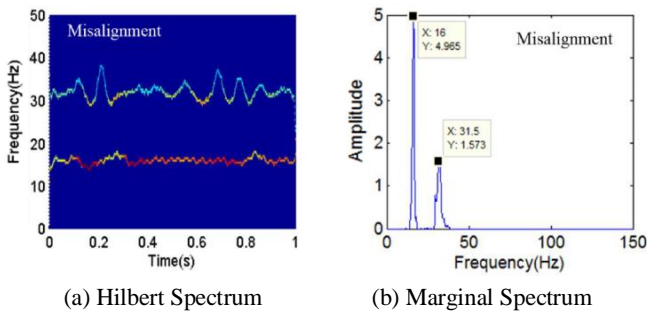 Misalignment
50
40
30
20
10
0
Frequency(Hz)
0
0.2
0.4
0.6
0.8
1
Time(s)
(a) Hilbert Spectrum
5
4
3
2
1
0
Amplitude
X: 16
Y: 4.965
Misalignment
X: 31.5
Y: 1.573
0
50
100
150
Frequency(Hz)
(b) Marginal Spectrum